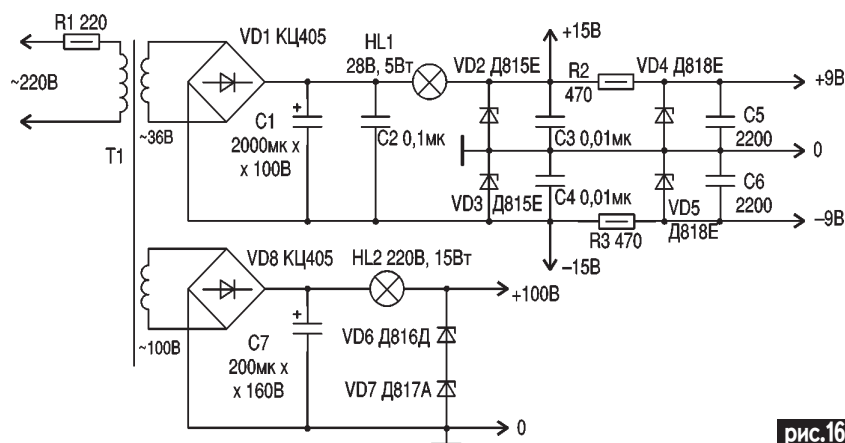 R1 220
~220В
T1
VD1 КЦ405
~36В
C1
2000мк х
х 100В
C2 0,1мк
HL1
28В, 5Вт
VD2 Д815Е
VD3 Д815Е
+15В
C3 0,01мк
C4 0,01мк
−15В
R2
470
R3 470
VD4 Д818Е
VD5
Д818Е
C5
2200
C6
2200
+9В
0
−9В
VD8 КЦ405
~100В
C7
200мк х
х 160В
HL2 220В, 15Вт
VD6 Д816Д
VD7 Д817А
+100В
0
рис.16